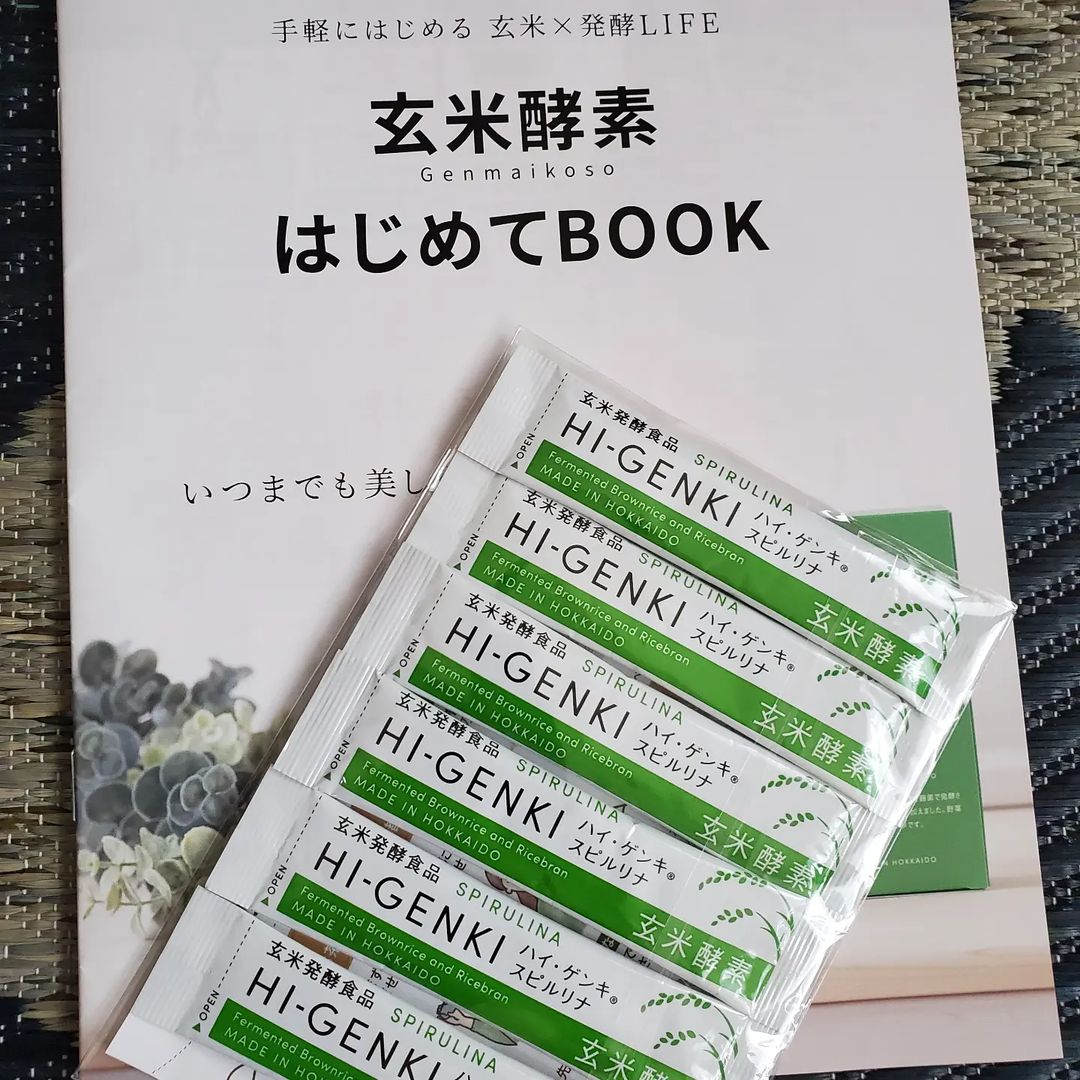 手軽にはじめる 玄米×発酵LIFE
玄米酵素
Genmaikoso
はじめてBOOK
いつまでも美し
OPEN
玄米発酵食品
HI-GENKI
SPIRULINA
ハイ・ゲンキ
スピルリナ®
Fermented Brownrice and Ricebran
MADE IN HOKKAIDO
玄米酵素
OPEN
玄米発酵食品
HI-GENKI
SPIRULINA
ハイ・ゲンキ
スピルリナ®
Fermented Brownrice and Ricebran
MADE IN HOKKAIDO
玄米酵素
OPEN
玄米発酵食品
HI-GENKI
SPIRULINA
ハイ・ゲンキ
スピルリナ®
Fermented Brownrice and Ricebran
MADE IN HOKKAIDO
玄米酵素
OPEN
玄米発酵食品
HI-GENKI
SPIRULINA
ハイ・ゲンキ
スピルリナ®
Fermented Brownrice and Ricebran
MADE IN HOKKAIDO
玄米酵素
OPEN
玄米発酵食品
HI-GENKI
SPIRULINA
ハイ・ゲンキ
スピルリナ®
Fermented Brownrice and Ricebran
MADE IN HOKKAIDO
玄米酵素
OPEN
玄米発酵食品
HI-GENKI
SPIRULINA
ハイ・ゲンキ
Fermented Brownrice and
MADE IN HOKKAIDO
HOKKAIDO